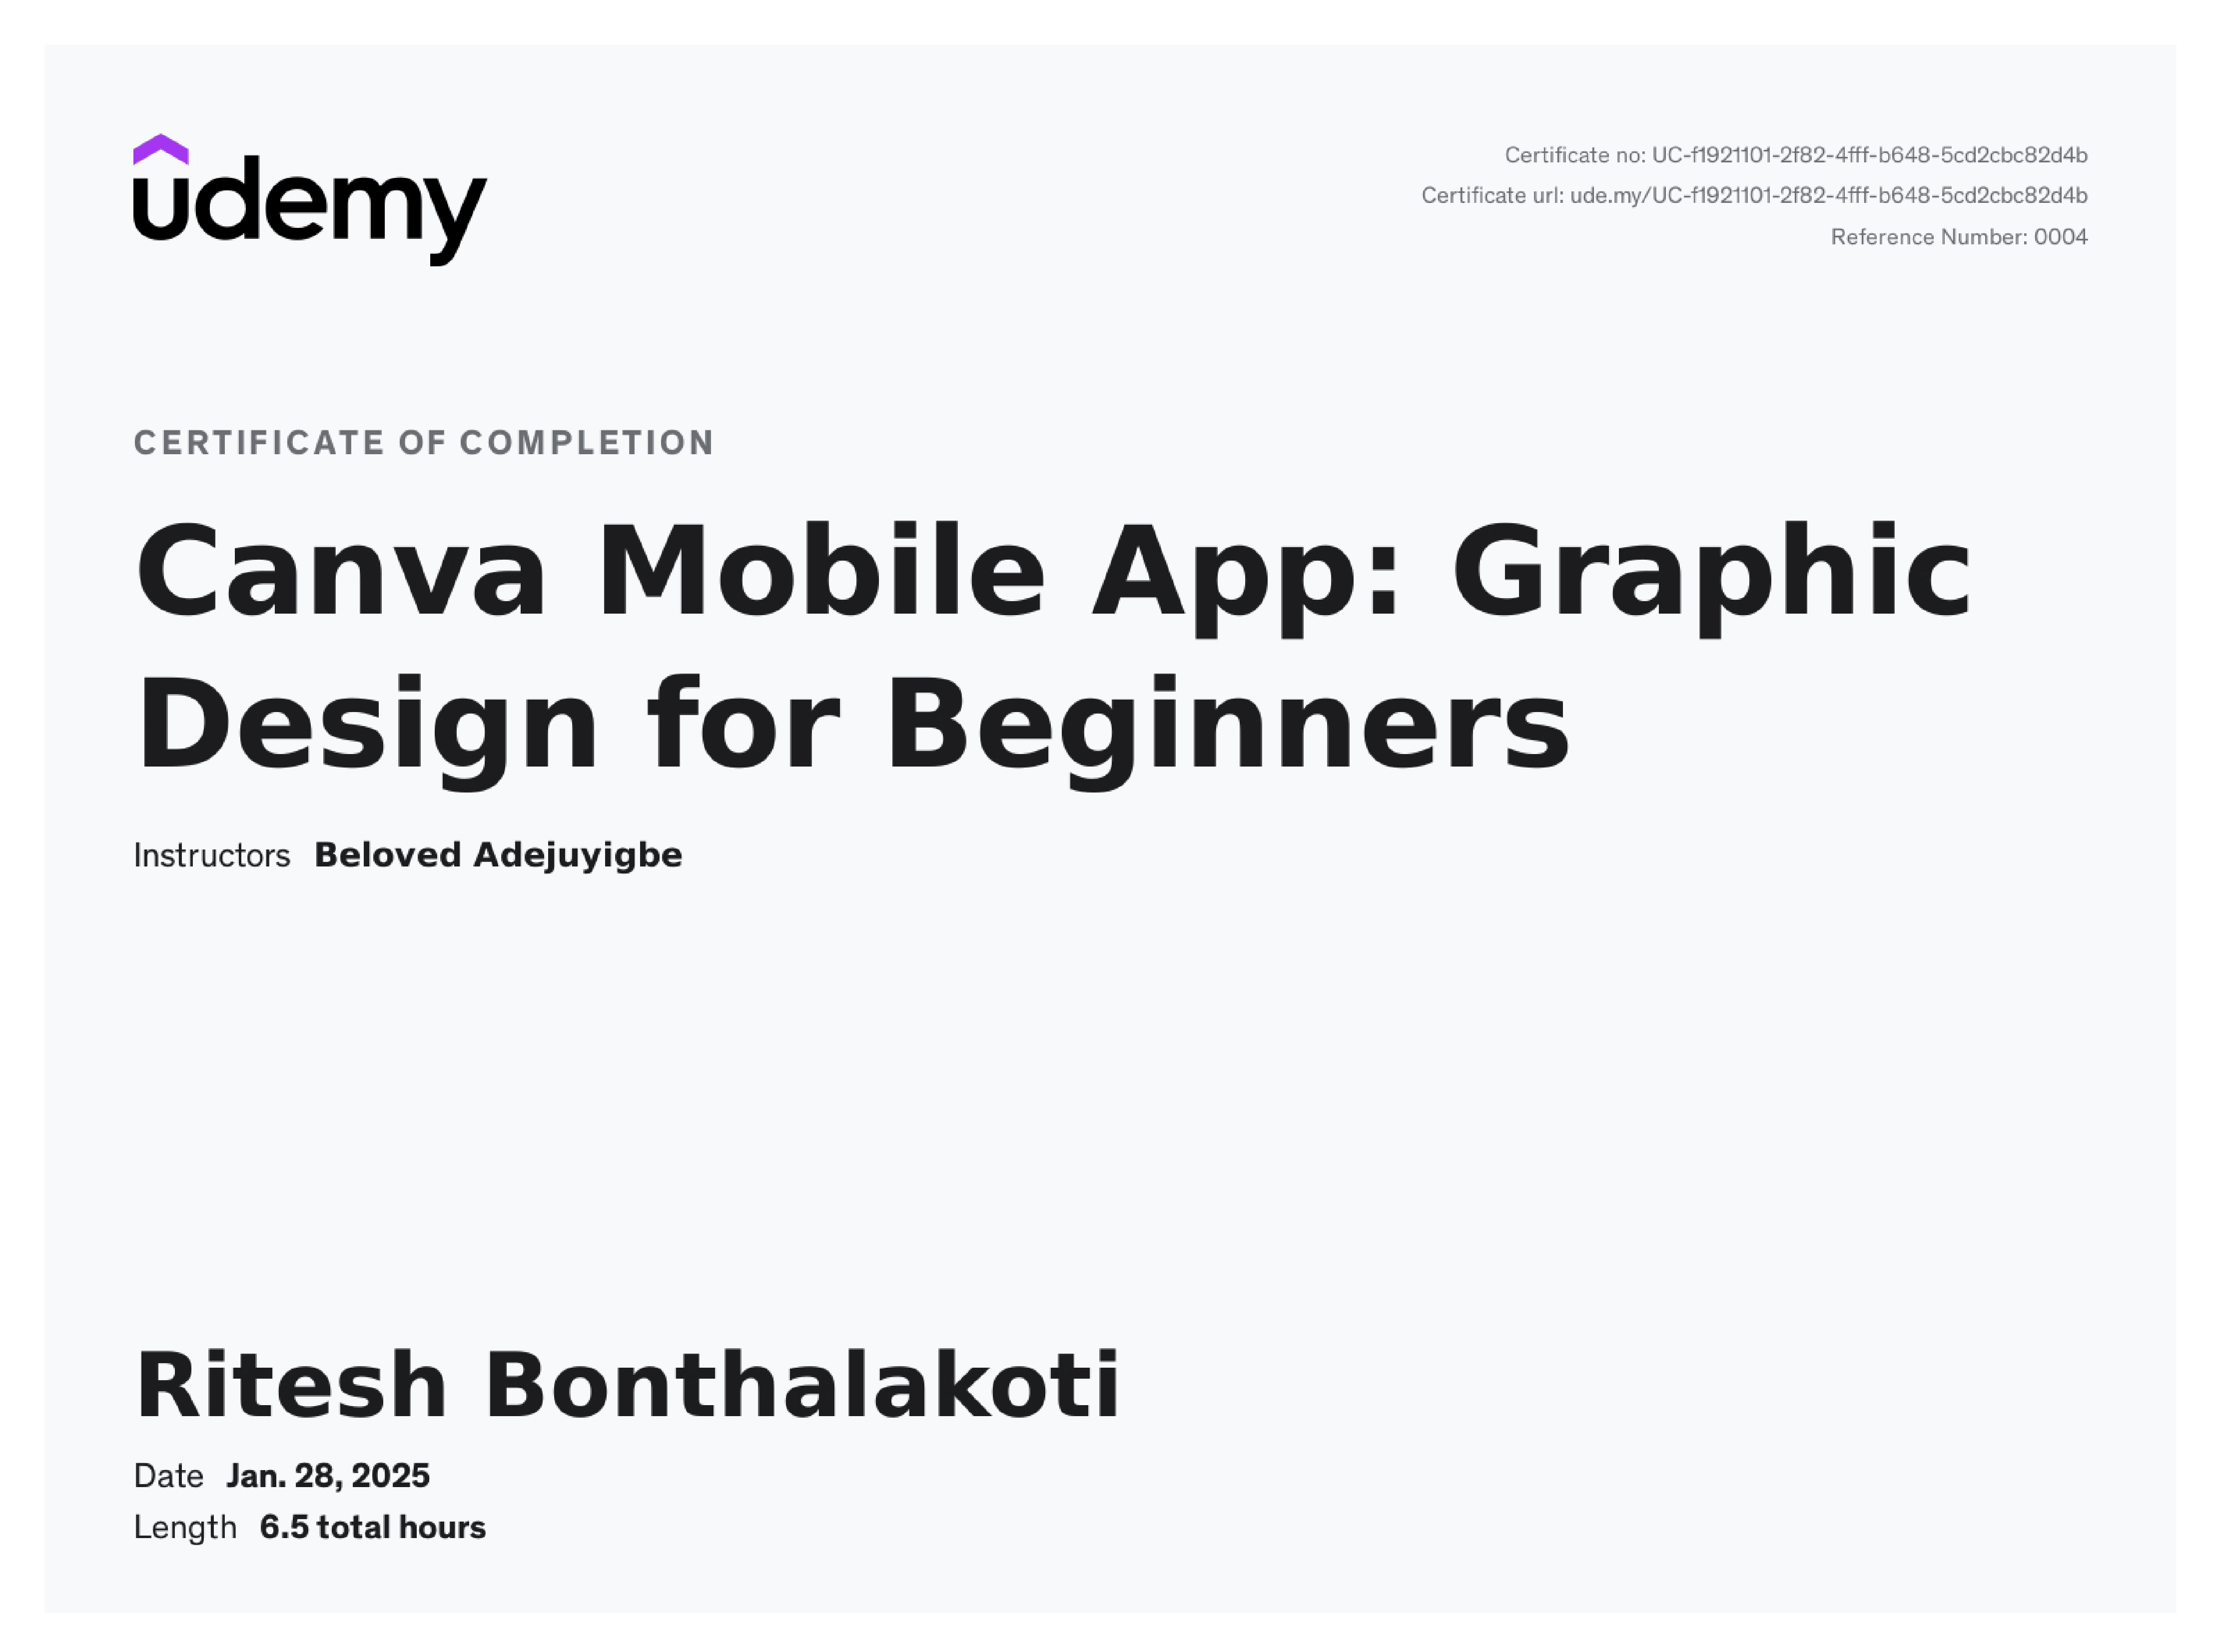 udemy
Certificate no: UC-f1921101-2f82-4fff-b648-5cd2cbc82d4b
Certificate url: ude.my/UC-f1921101-2f82-4fff-b648-5cd2cbc82d4b
Reference Number: 0004
CERTIFICATE OF COMPLETION
Canva Mobile App: Graphic
Design for Beginners
Instructors Beloved Adejuyigbe
Ritesh Bonthalakoti
Date Jan. 28, 2025
Length 6.5 total hours